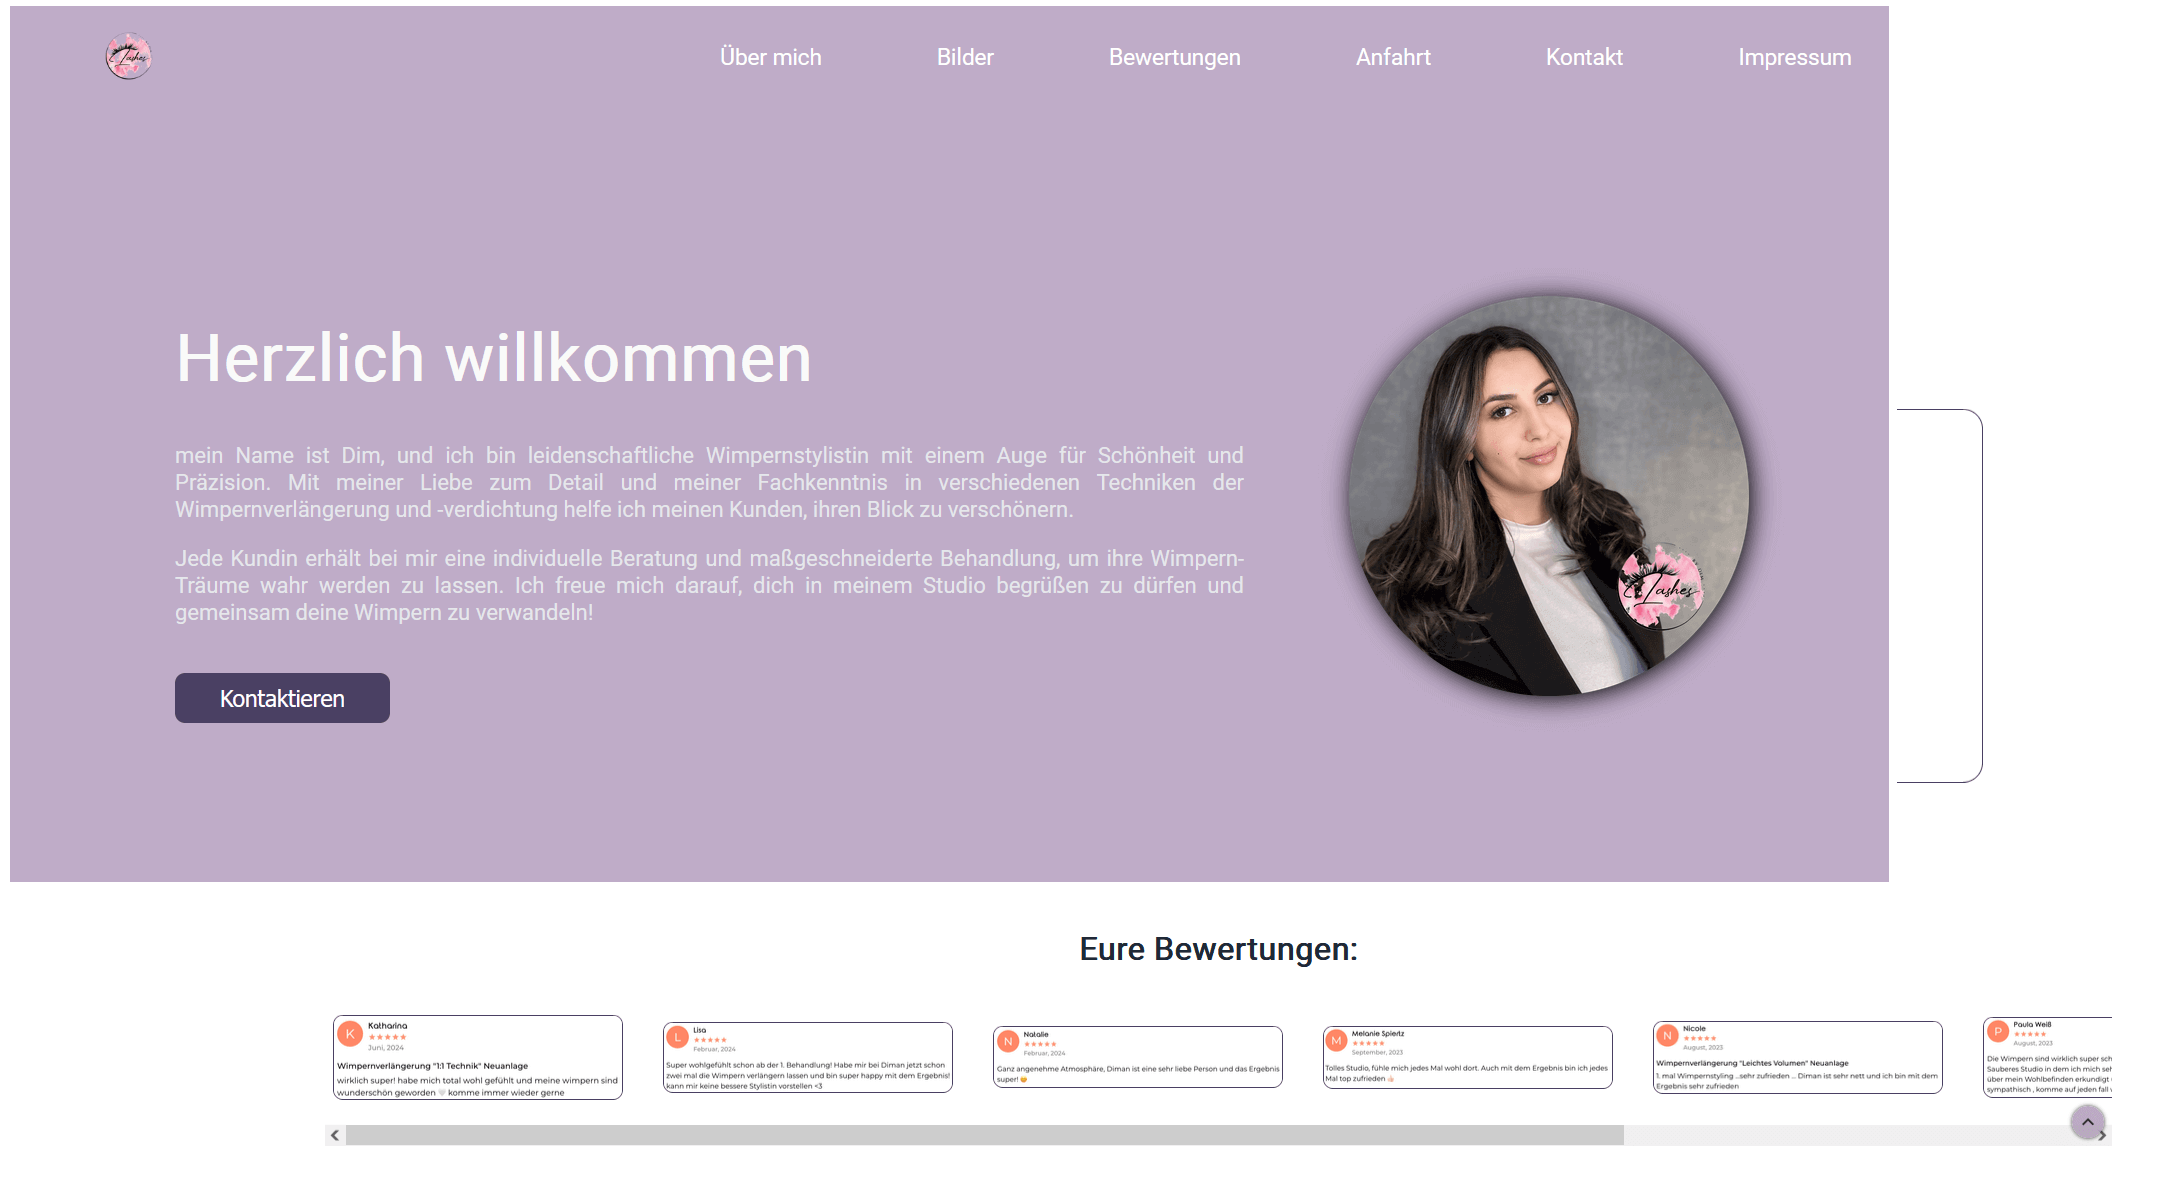 Lashes
Über mich
Bilder
Bewertungen
Anfahrt
Kontakt
Impressum
Herzlich willkommen
mein Name ist Dim, und ich bin leidenschaftliche Wimpernstylistin mit einem Auge für Schönheit und
Präzision. Mit meiner Liebe zum Detail und meiner Fachkenntnis in verschiedenen Techniken der
Wimpernverlängerung und -verdichtung helfe ich meinen Kunden, ihren Blick zu verschönern.
Jede Kundin erhält bei mir eine individuelle Beratung und maßgeschneiderte Behandlung, um ihre Wimpern-
Träume wahr werden zu lassen. Ich freue mich darauf, dich in meinem Studio begrüßen zu dürfen und
gemeinsam deine Wimpern zu verwandeln!
Kontaktieren
Lashes
Eure Bewertungen:
K
Katharina
★★★★★
Juni, 2024
Wimpernverlängerung "1:1 Technik" Neuanlage
wirklich super! habe mich total wohl gefühlt und meine wimpern sind
wunderschön geworden 🤍 komme immer wieder gerne
L
Lisa
★★★★★
Februar, 2024
Super wohlgefühlt schon ab der 1. Behandlung! Habe mir bei Diman jetzt schon
zwei mal die Wimpern verlängern lassen und bin super happy mit dem Ergebnis!
kann mir keine bessere Stylistin vorstellen <3
N
Natalie
★★★★★
Februar, 2024
Ganz angenehme Atmosphäre, Diman ist eine sehr liebe Person und das Ergebnis
super! 😊
M
Melanie Spiertz
★★★★★
September, 2023
Tolles Studio, fühle mich jedes Mal wohl dort. Auch mit dem Ergebnis bin ich jedes
Mal top zufrieden 👍🏻
N
Nicole
★★★★★
August, 2023
Wimpernverlängerung "Leichtes Volumen" Neuanlage
1. mal Wimpernstyling ...sehr zufrieden ... Diman ist sehr nett und ich bin mit dem
Ergebnis sehr zufrieden
P
Paula Weiß
★★★★★
August, 2023
Die Wimpern sind wirklich super
Sauberes Studio in dem ich mich
über mein Wohlbefinden erkundigt
sympathisch , komme auf jeden fall